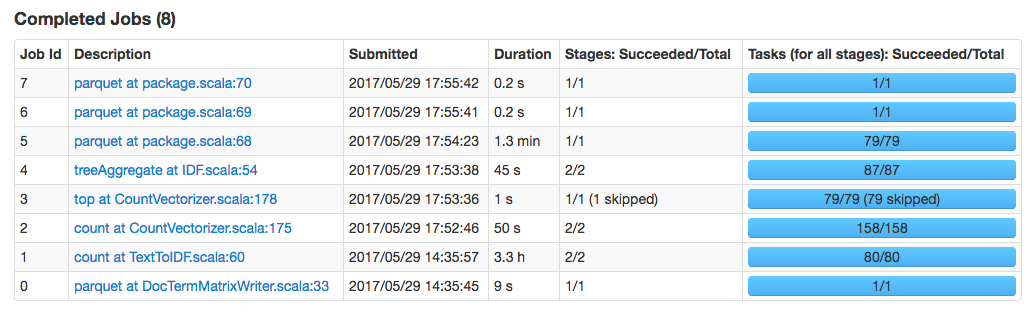 Completed Jobs (8)
Job Id Description Submitted Duration Stages: Succeeded/Total Tasks (for all stages): Succeeded/Total
7 parquet at package.scala:70 2017/05/29 17:55:42 0.2 s 1/1 1/1
6 parquet at package.scala:69 2017/05/29 17:55:41 0.2 s 1/1 1/1
5 parquet at package.scala:68 2017/05/29 17:54:23 1.3 min 1/1 79/79
4 treeAggregate at IDF.scala:54 2017/05/29 17:53:38 45 s 2/2 87/87
3 top at CountVectorizer.scala:178 2017/05/29 17:53:36 1 s 1/1 (1 skipped) 79/79 (79 skipped)
2 count at CountVectorizer.scala:175 2017/05/29 17:52:46 50 s 2/2 158/158
1 count at TextToIDF.scala:60 2017/05/29 14:35:57 3.3 h 2/2 80/80
0 parquet at DocTermMatrixWriter.scala:33 2017/05/29 14:35:45 9 s 1/1 1/1